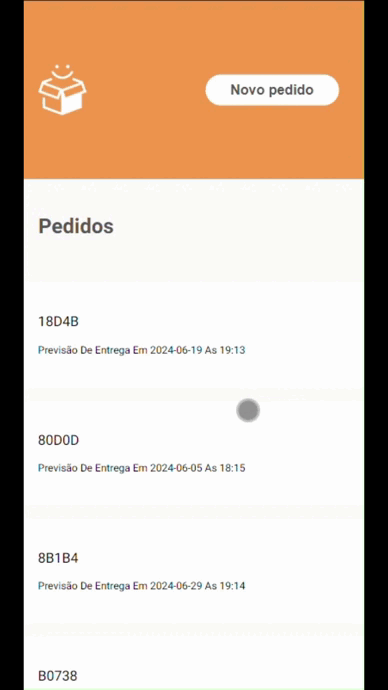 Novo pedido
Pedidos
18D4B
Previsão De Entrega Em 2024-06-19 As 19:13
80D0D
Previsão De Entrega Em 2024-06-05 As 18:15
8B1B4
Previsão De Entrega Em 2024-06-29 As 19:14
B0738